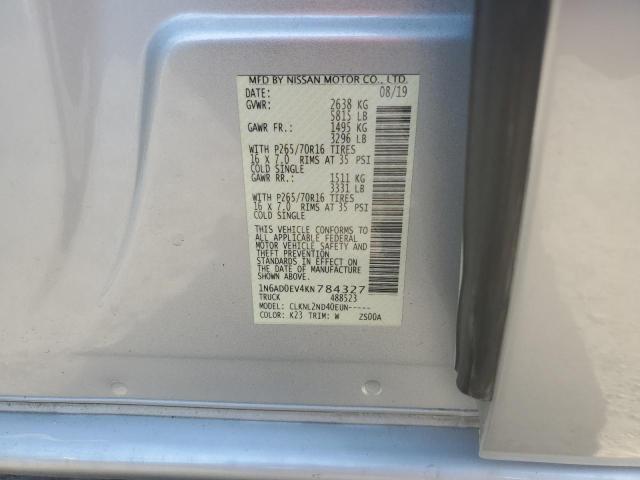 MFD BY NISSAN MOTOR CO., LTD.
DATE: 08/19
GVWR: 2638 KG
5815 LB
GAWR FR.: 1495 KG
3296 LB
WITH P265/70R16 TIRES
16 X 7.0 RIMS AT 35 PSI
COLD SINGLE
GAWR RR.: 1511 KG
3331 LB
WITH P265/70R16 TIRES
16 X 7.0 RIMS AT 35 PSI
COLD SINGLE
THIS VEHICLE CONFORMS TO
ALL APPLICABLE FEDERAL
MOTOR VEHICLE SAFETY AND
THEFT PREVENTION
STANDARDS IN EFFECT ON
THE DATE OF MANUFACTURE
SHOWN ABOVE.
1N6AD0EV4KN784327
TRUCK 488523
MODEL: CLKNL2ND40EUN-----
COLOR: K23 TRIM: W ZS00A